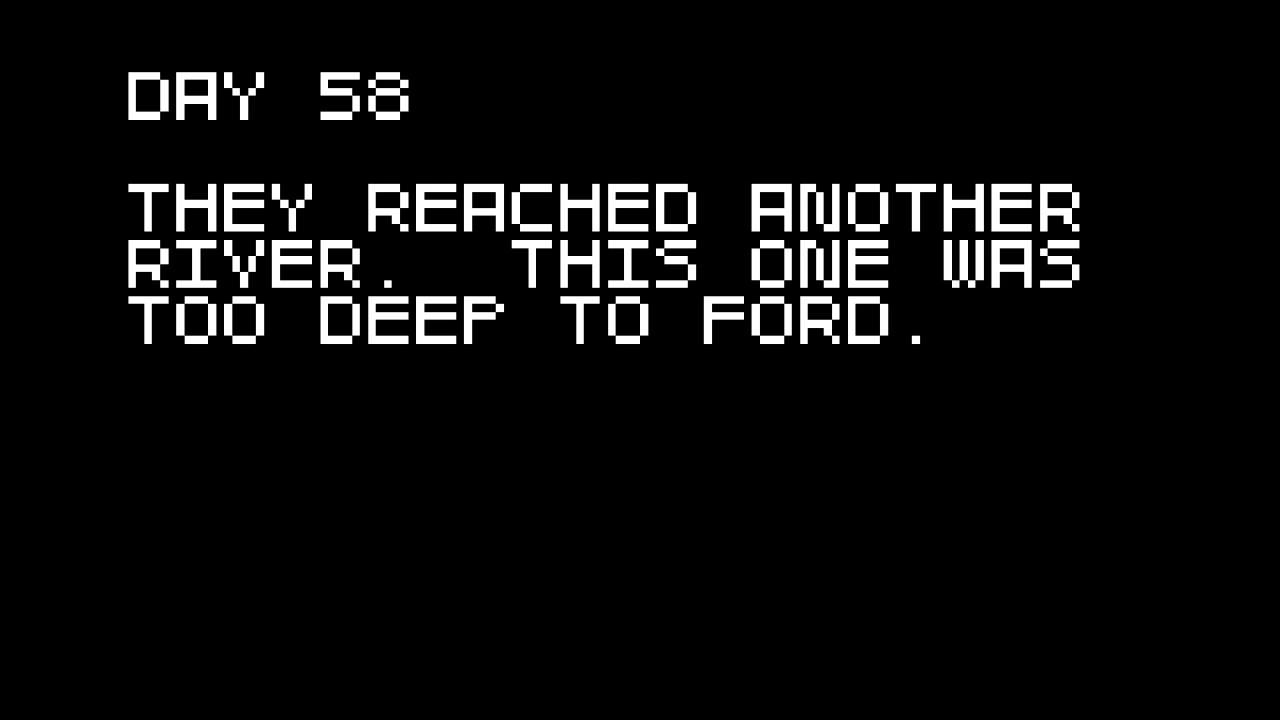 DAY 58
THEY REACHED ANOTHER
RIVER.  THIS ONE WAS
TOO DEEP TO FORD.